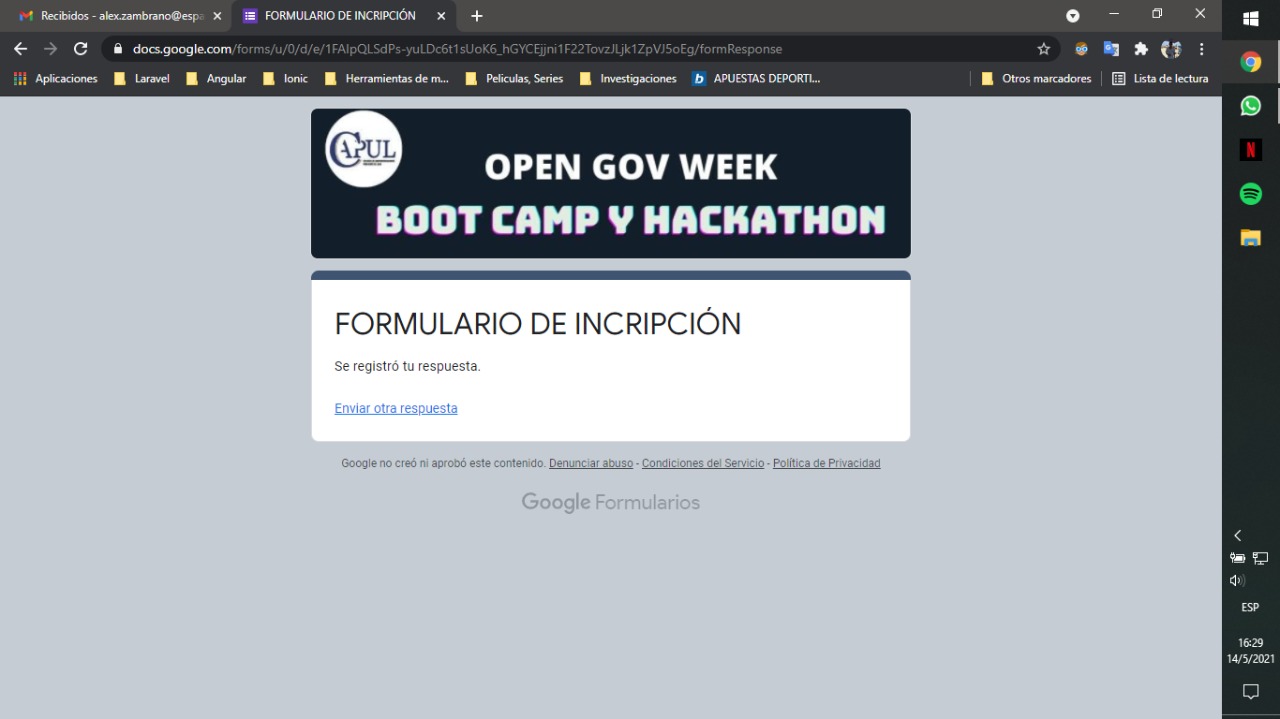 Recibidos - alex.zambrano@espa
FORMULARIO DE INCRIPCIÓN
docs.google.com/forms/u/0/d/e/1FAIpQLSdPs-yuLDc6t1sUoK6_hGYCEjjni1F22TovzJLjk1ZpVJ5oEg/formResponse
Aplicaciones Laravel Angular Ionic Herramientas de m... Peliculas, Series Investigaciones b APUESTAS DEPORTI... Otros marcadores Lista de lectura
CAPUL
OPEN GOV WEEK
BOOT CAMP Y HACKATHON
FORMULARIO DE INCRIPCIÓN
Se registró tu respuesta.
Enviar otra respuesta
Google no creó ni aprobó este contenido. Denunciar abuso - Condiciones del Servicio - Política de Privacidad
Google Formularios
N
ESP
16:29
14/5/2021